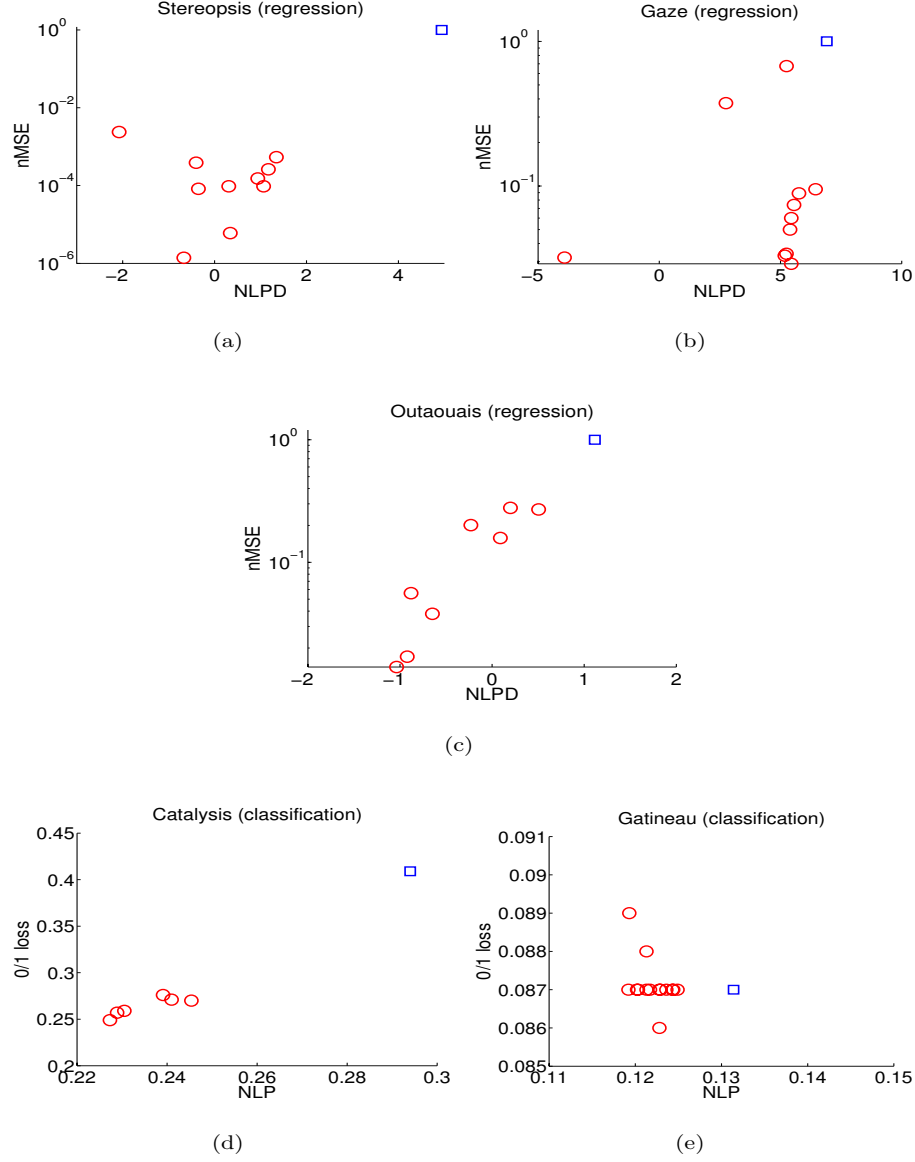 Stereopsis (regression)
10^0
10^−2
10^−4
10^−6
nMSE
−2 0 2 4
NLPD
(a)
Gaze (regression)
10^0
10^−1
nMSE
−5 0 5 10
NLPD
(b)
Outaouais (regression)
10^0
10^−1
nMSE
−2 −1 0 1 2
NLPD
(c)
Catalysis (classification)
0.45
0.4
0.35
0.3
0.25
0.2
0/1 loss
0.22 0.24 0.26 0.28 0.3
NLP
(d)
Gatineau (classification)
0.091
0.09
0.089
0.088
0.087
0.086
0.085
0/1 loss
0.11 0.12 0.13 0.14 0.15
NLP
(e)